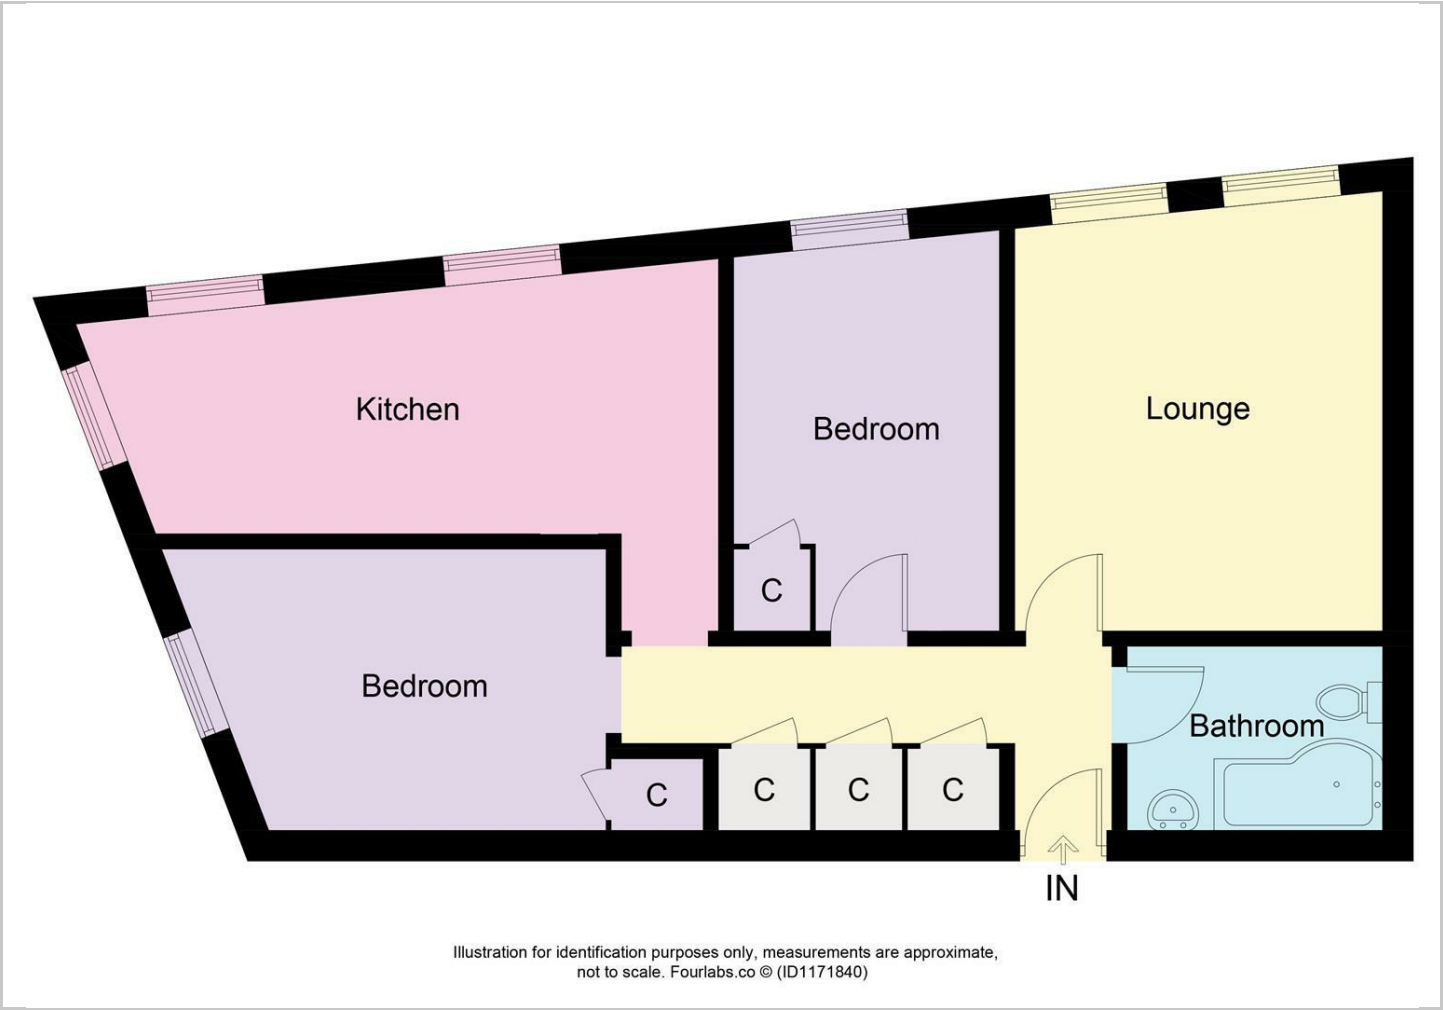 Kitchen
Bedroom
Lounge
C
Bedroom
Bathroom
C
C
C
C
IN
Illustration for identification purposes only, measurements are approximate,
not to scale. Fourlabs.co © (ID1171840)